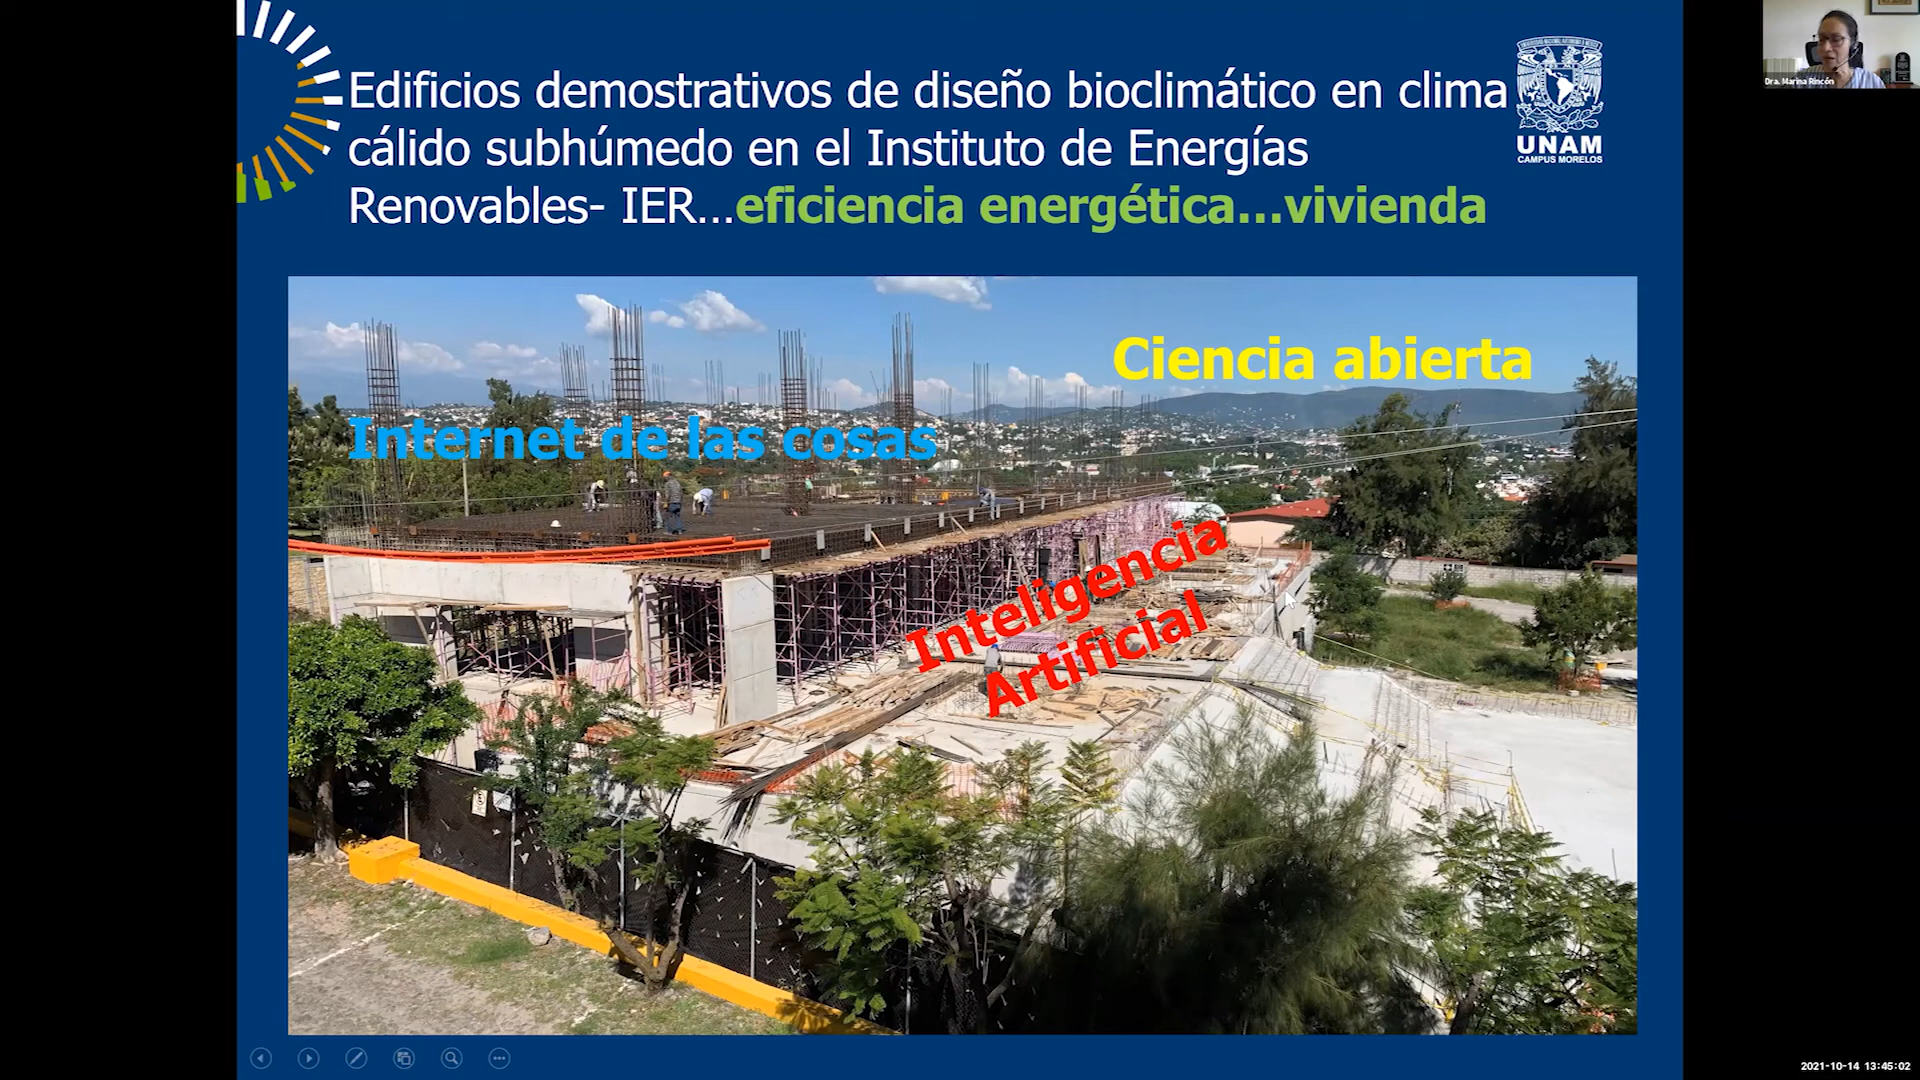 Edificios demostrativos de diseño bioclimático en clima
cálido subhúmedo en el Instituto de Energías
Renovables- IER...eficiencia energética...vivienda
UNAM
CAMPUS MORELOS
Dra. Marina Rincón
Ciencia abierta
Internet de las cosas
Inteligencia
Artificial
2021-10-14 13:45:02